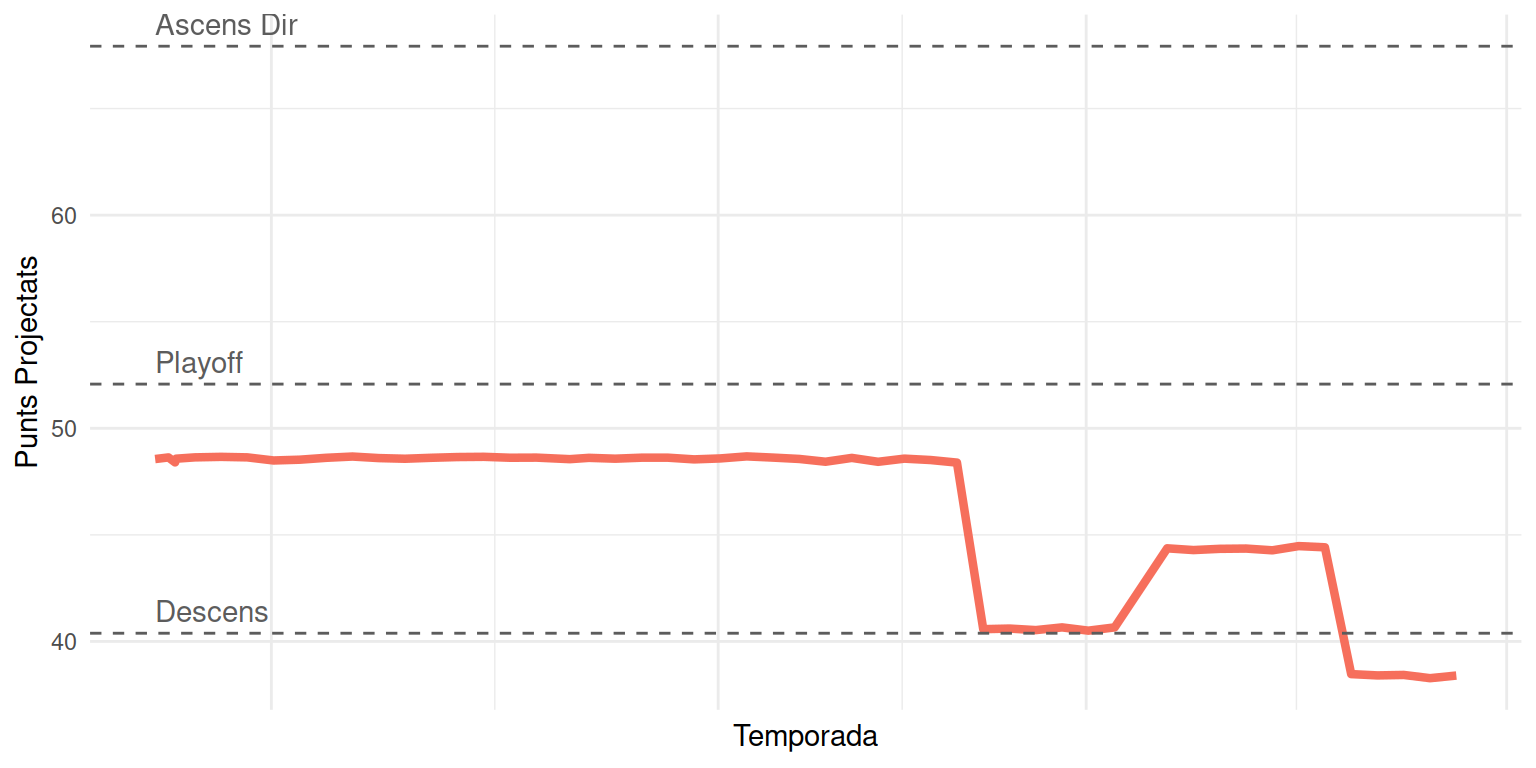 Ascens Dir
60
Playoff
50
Descens
40
Punts Projectats
Temporada